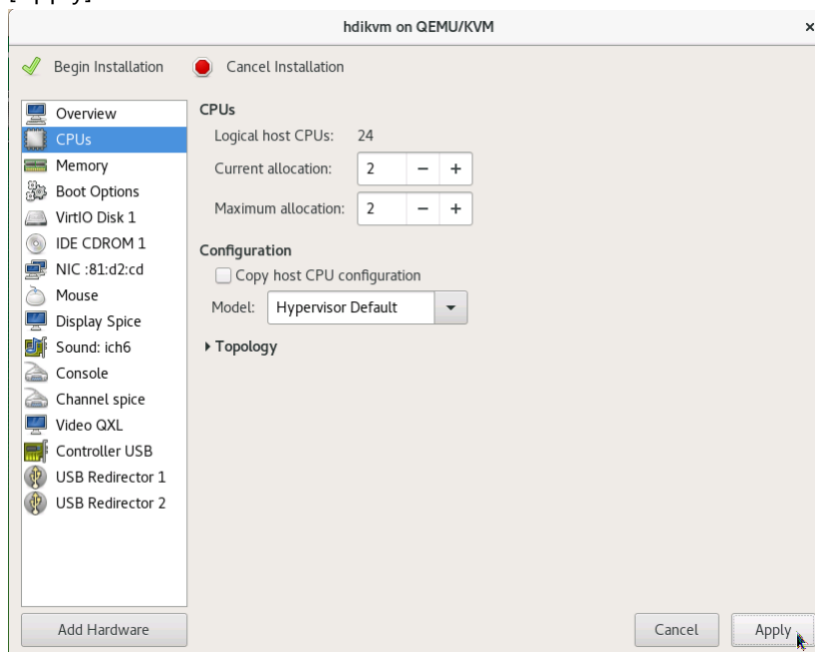 [Apply]
hdikvm on QEMU/KVM
Begin Installation
Cancel Installation
Overview
CPUs
Memory
Boot Options
VirtIO Disk 1
IDE CDROM 1
NIC :81:d2:cd
Mouse
Display Spice
Sound: ich6
Console
Channel spice
Video QXL
Controller USB
USB Redirector 1
USB Redirector 2
Add Hardware
CPUs
Logical host CPUs: 24
Current allocation: 2 − +
Maximum allocation: 2 − +
Configuration
Copy host CPU configuration
Model: Hypervisor Default
Topology
Cancel
Apply